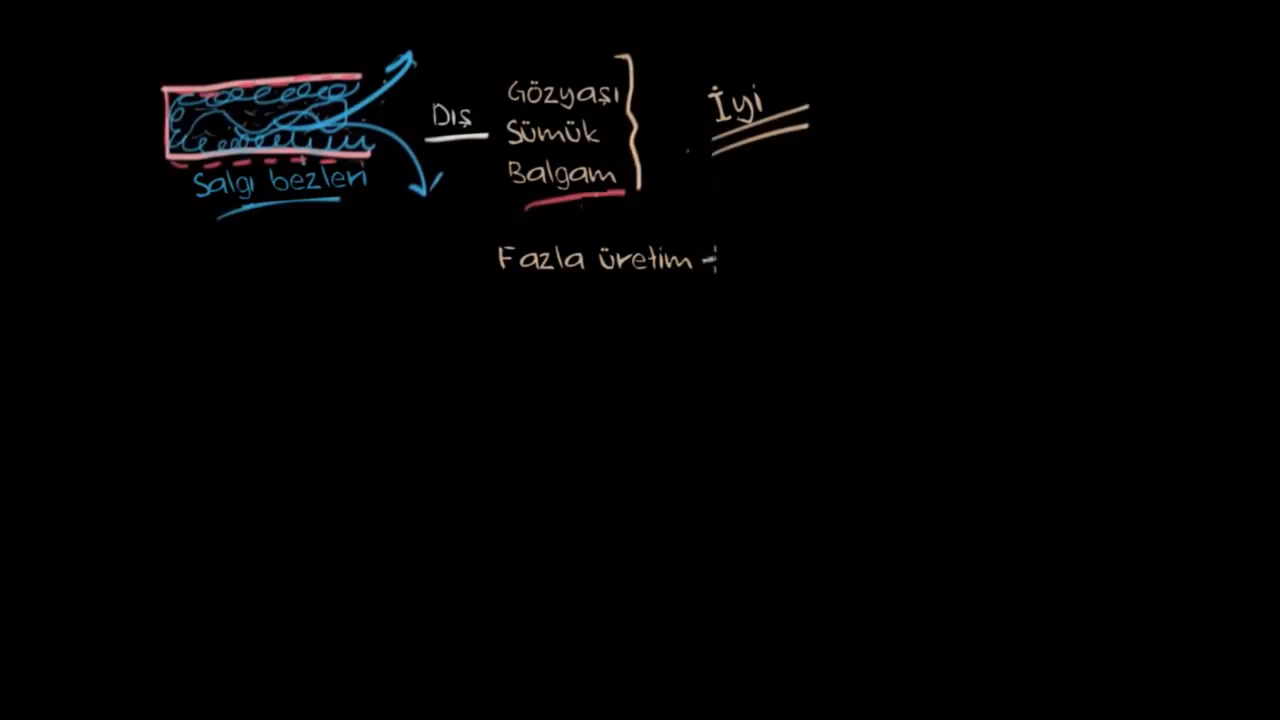 Salgı bezleri
Dış
Gözyaşı
Sümük
Balgam
İyi
Fazla üretim -